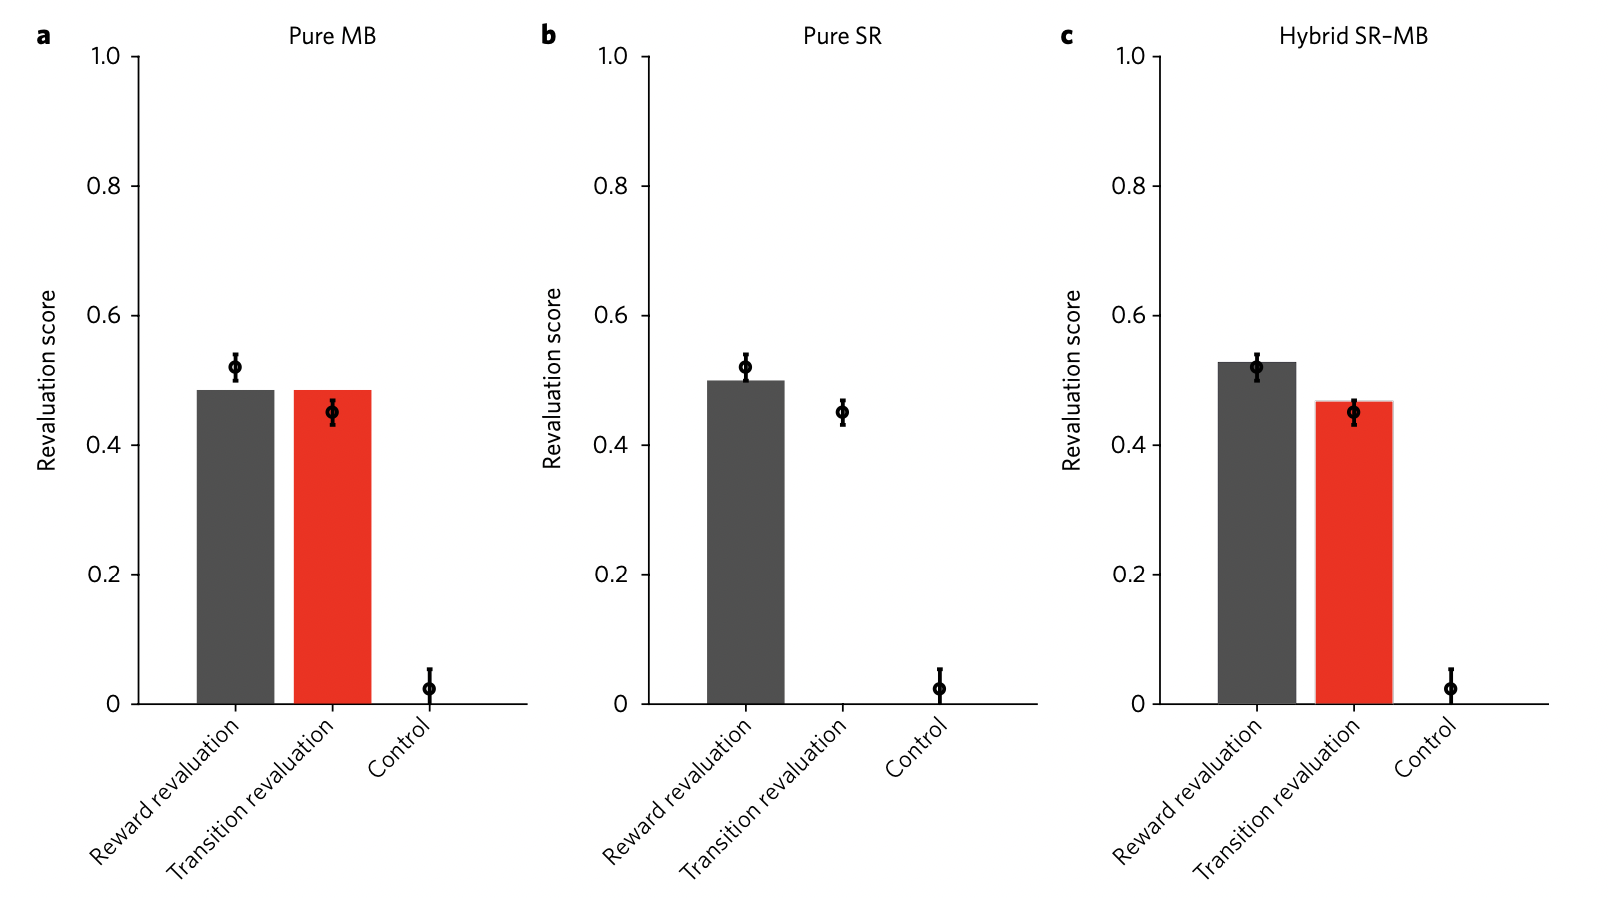 a
Pure MB
1.0
0.8
0.6
0.4
0.2
0
Revaluation score
Reward revaluation
Transition revaluation
Control
b
Pure SR
1.0
0.8
0.6
0.4
0.2
0
Revaluation score
Reward revaluation
Transition revaluation
Control
c
Hybrid SR–MB
1.0
0.8
0.6
0.4
0.2
0
Revaluation score
Reward revaluation
Transition revaluation
Control